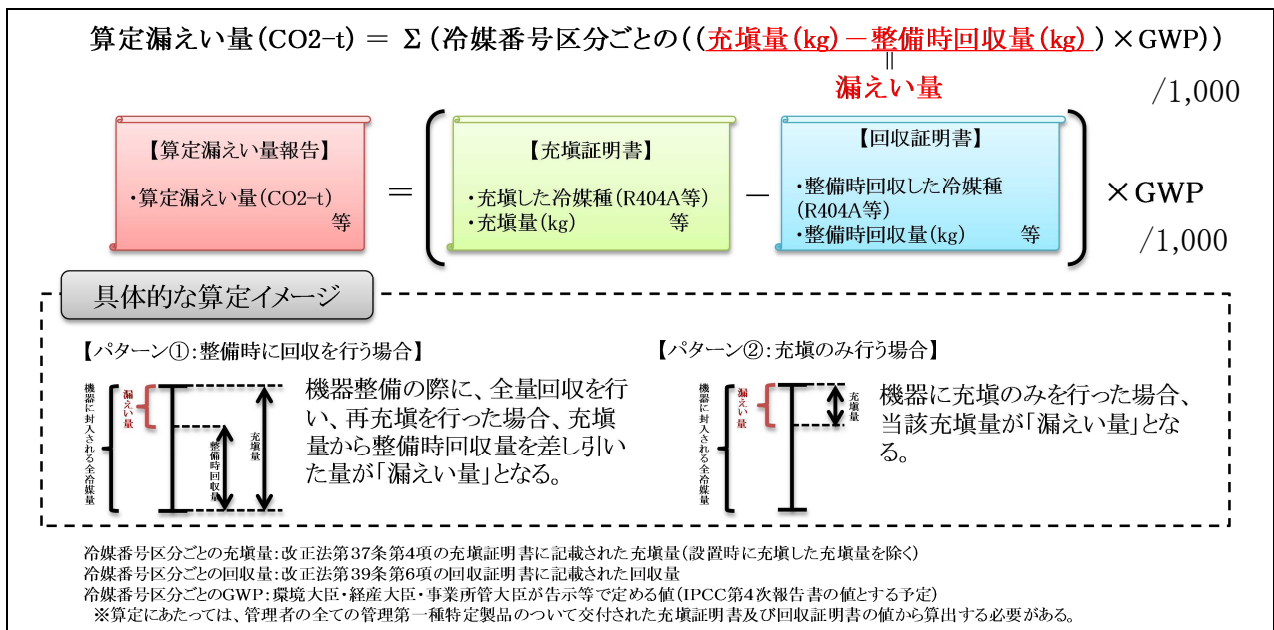 算定漏えい量(CO2-t) = Σ(冷媒番号区分ごとの((充塡量(kg)－整備時回収量(kg))×GWP))
=
漏えい量
/1,000
【算定漏えい量報告】
・算定漏えい量(CO2-t)
等
=
【充塡証明書】
・充塡した冷媒種(R404A等)
・充塡量(kg) 等
－
【回収証明書】
・整備時回収した冷媒種
(R404A等)
・整備時回収量(kg) 等
×GWP
/1,000
具体的な算定イメージ
【パターン①:整備時に回収を行う場合】
機器に封入される全冷媒量
漏えい量
整備時回収量
充塡量
機器整備の際に、全量回収を行
い、再充塡を行った場合、充塡
量から整備時回収量を差し引い
た量が「漏えい量」となる。
【パターン②:充塡のみ行う場合】
機器に封入される全冷媒量
漏えい量
充塡量
機器に充塡のみを行った場合、
当該充塡量が「漏えい量」とな
る。
冷媒番号区分ごとの充塡量:改正法第37条第4項の充塡証明書に記載された充塡量(設置時に充塡した充塡量を除く)
冷媒番号区分ごとの回収量:改正法第39条第6項の回収証明書に記載された回収量
冷媒番号区分ごとのGWP:環境大臣・経産大臣・事業所管大臣が告示等で定める値(IPCC第4次報告書の値とする予定)
※算定にあたっては、管理者の全ての管理第一種特定製品のついて交付された充塡証明書及び回収証明書の値から算出する必要がある。